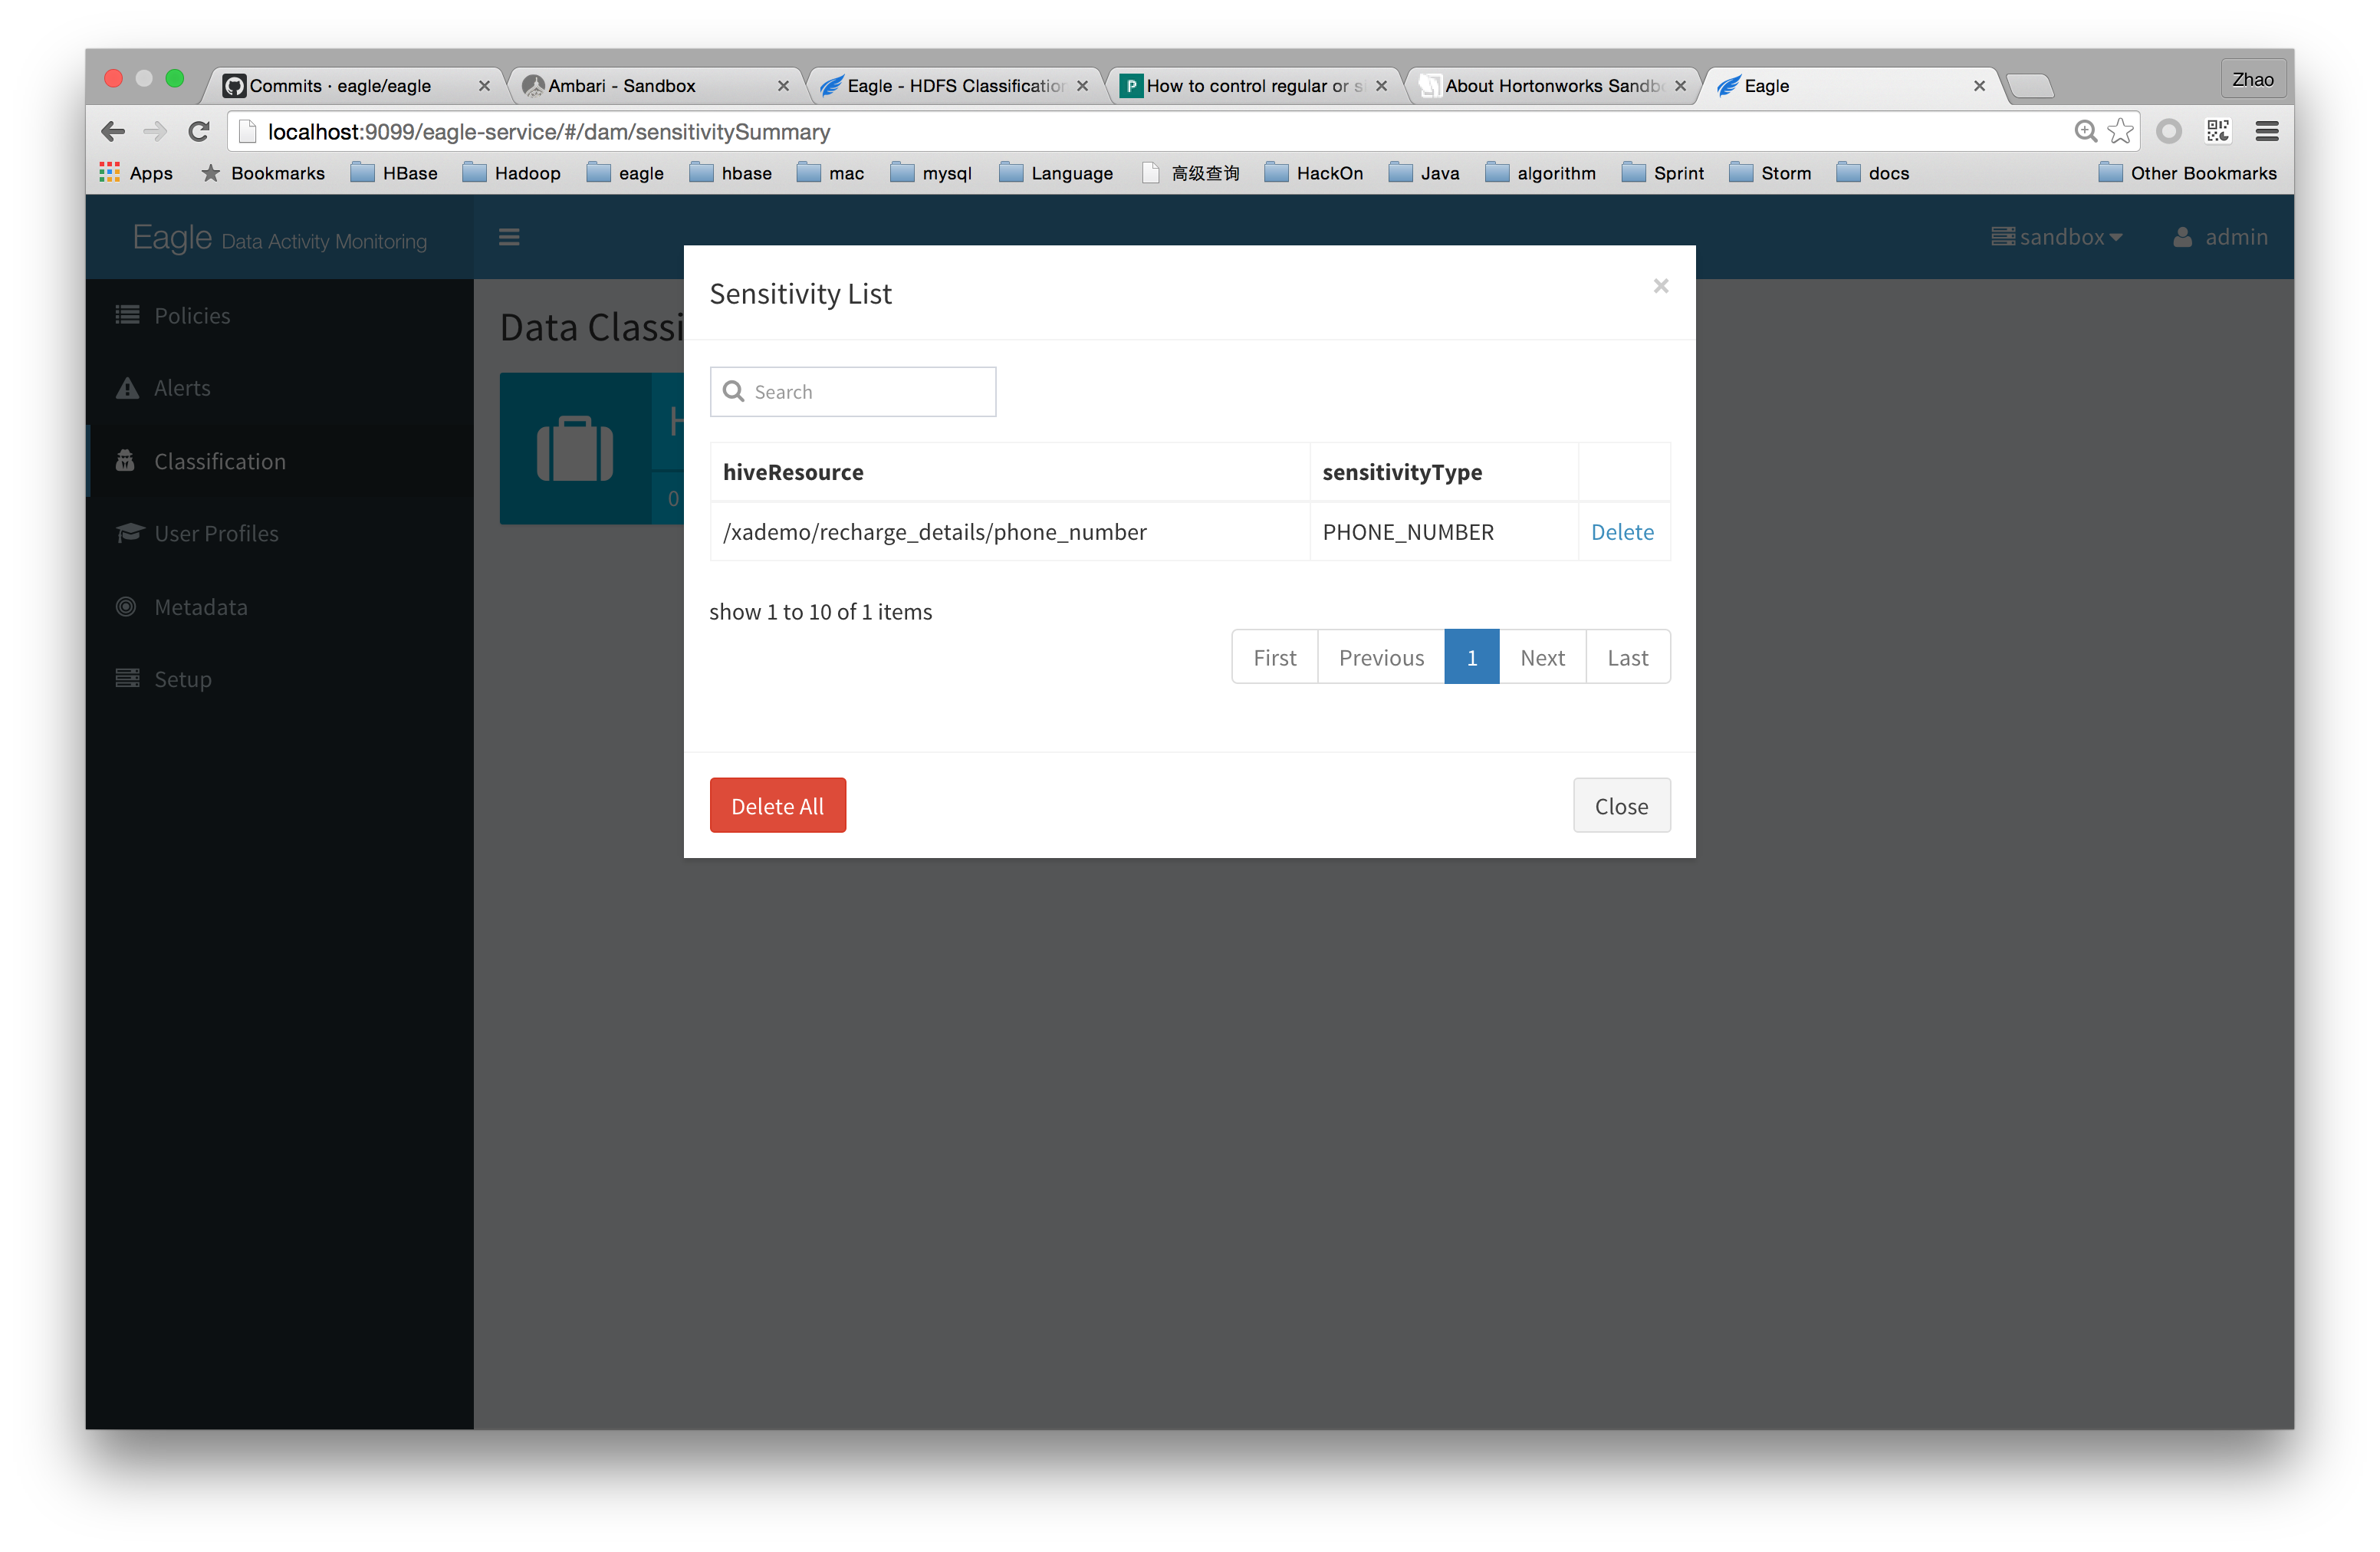 Commits · eagle/eagle
Ambari - Sandbox
Eagle - HDFS Classification
How to control regular or s
About Hortonworks Sandbo
Eagle
Zhao
localhost:9099/eagle-service/#/dam/sensitivitySummary
Apps Bookmarks HBase Hadoop eagle hbase mac mysql Language 高级查询 HackOn Java algorithm Sprint Storm docs Other Bookmarks
Eagle Data Activity Monitoring
sandbox admin
Policies
Alerts
Classification
User Profiles
Metadata
Setup
Data Classi
H
0
Sensitivity List
×
Search
hiveResource sensitivityType
/xademo/recharge_details/phone_number PHONE_NUMBER Delete
show 1 to 10 of 1 items
First Previous 1 Next Last
Delete All Close